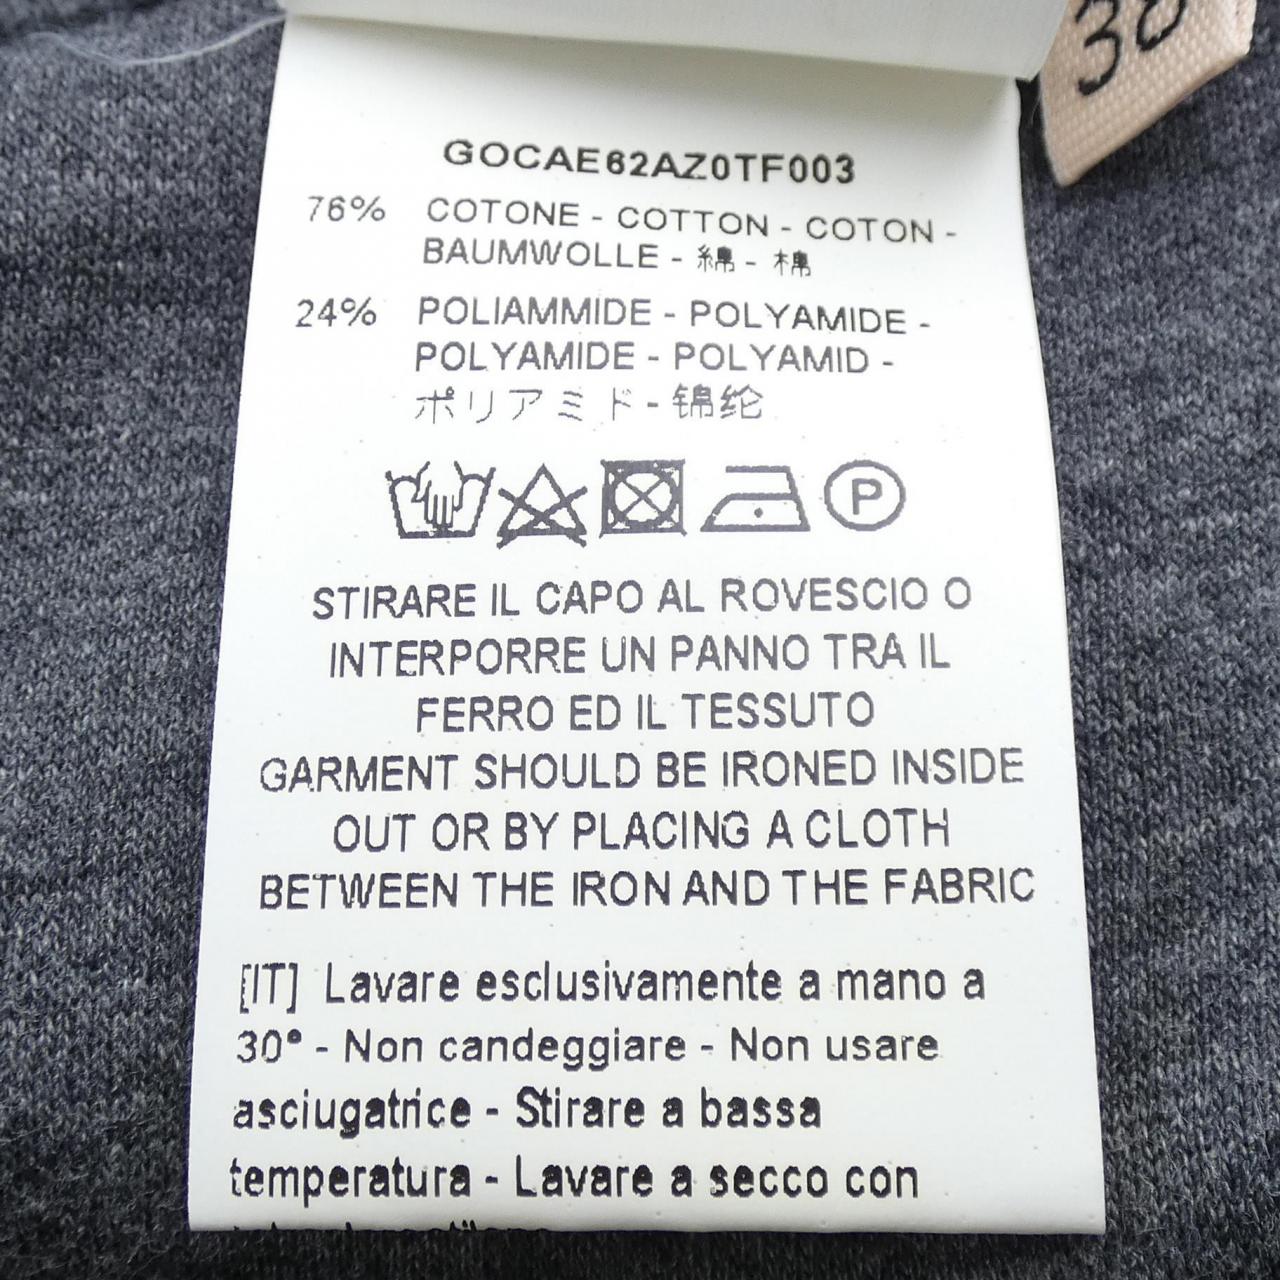 38
GOCAE62AZ0TF003
76% COTONE - COTTON - COTON -
BAUMWOLLE - 綿 - 棉
24% POLIAMMIDE - POLYAMIDE -
POLYAMIDE - POLYAMID -
ポリアミド - 锦纶
P
STIRARE IL CAPO AL ROVESCIO O
INTERPORRE UN PANNO TRA IL
FERRO ED IL TESSUTO
GARMENT SHOULD BE IRONED INSIDE
OUT OR BY PLACING A CLOTH
BETWEEN THE IRON AND THE FABRIC
[IT] Lavare esclusivamente a mano a
30° - Non candeggiare - Non usare
asciugatrice - Stirare a bassa
temperatura - Lavare a secco con